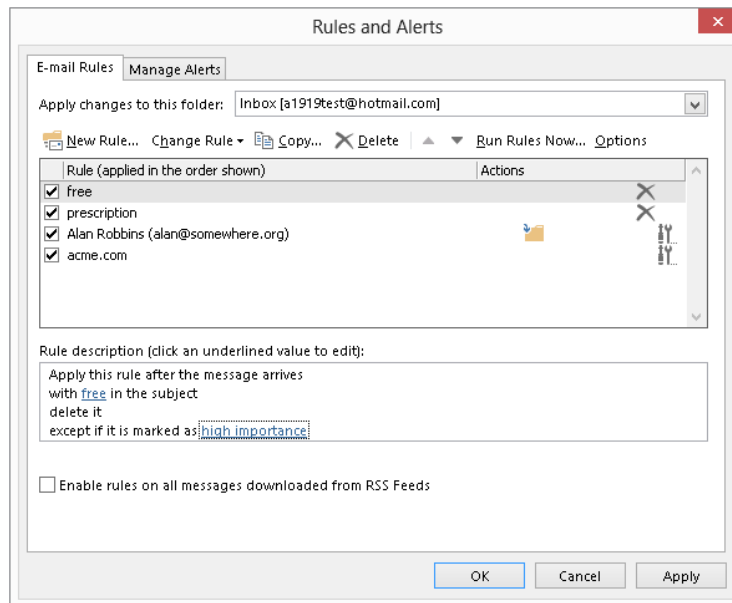 Rules and Alerts
E-mail Rules Manage Alerts
Apply changes to this folder: Inbox [a1919test@hotmail.com]
New Rule... Change Rule Copy... Delete Run Rules Now... Options
Rule (applied in the order shown) Actions
free
prescription
Alan Robbins (alan@somewhere.org)
acme.com
Rule description (click an underlined value to edit):
Apply this rule after the message arrives
with free in the subject
delete it
except if it is marked as high importance
Enable rules on all messages downloaded from RSS Feeds
OK Cancel Apply